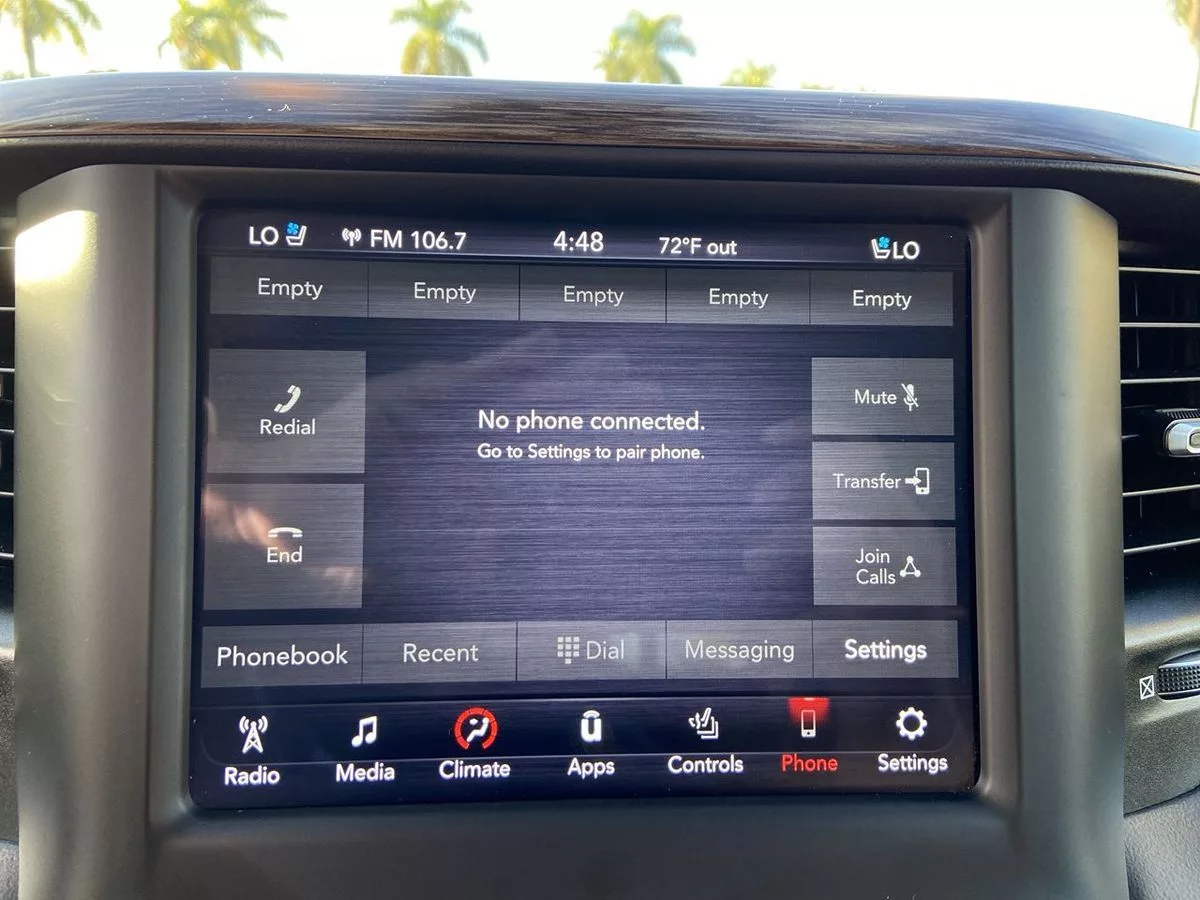 LO FM 106.7 4:48 72°F out LO
Empty Empty Empty Empty Empty
Redial
Mute
No phone connected.
Go to Settings to pair phone.
Transfer
End
Join
Calls
Phonebook Recent Dial Messaging Settings
Radio Media Climate Apps Controls Phone Settings